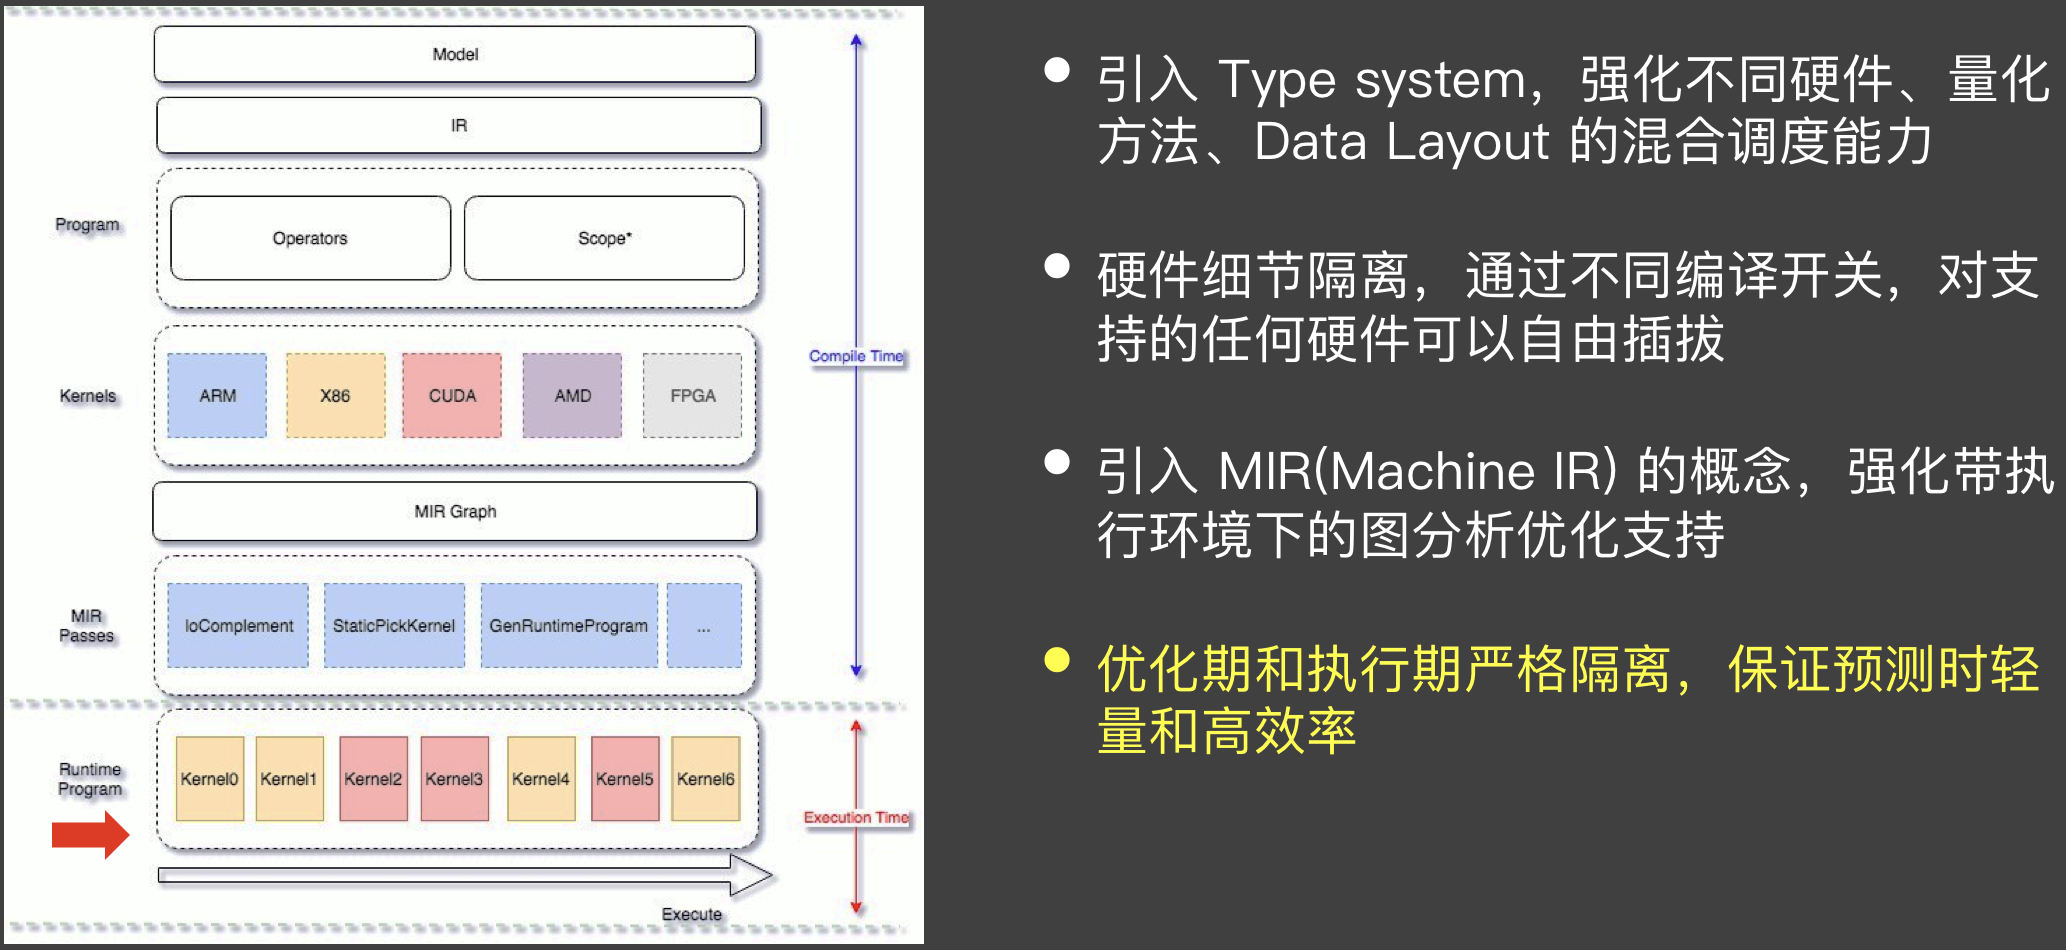 Model
IR
Program
Operators
Scope*
Kernels
ARM
X86
CUDA
AMD
FPGA
Compile Time
MIR Graph
MIR
Passes
IoComplement
StaticPickKernel
GenRuntimeProgram
...
Runtime
Program
Kernel0
Kernel1
Kernel2
Kernel3
Kernel4
Kernel5
Kernel6
Execution Time
Execute
引入 Type system，强化不同硬件、量化
方法、Data Layout 的混合调度能力
硬件细节隔离，通过不同编译开关，对支
持的任何硬件可以自由插拔
引入 MIR(Machine IR) 的概念，强化带执
行环境下的图分析优化支持
优化期和执行期严格隔离，保证预测时轻
量和高效率